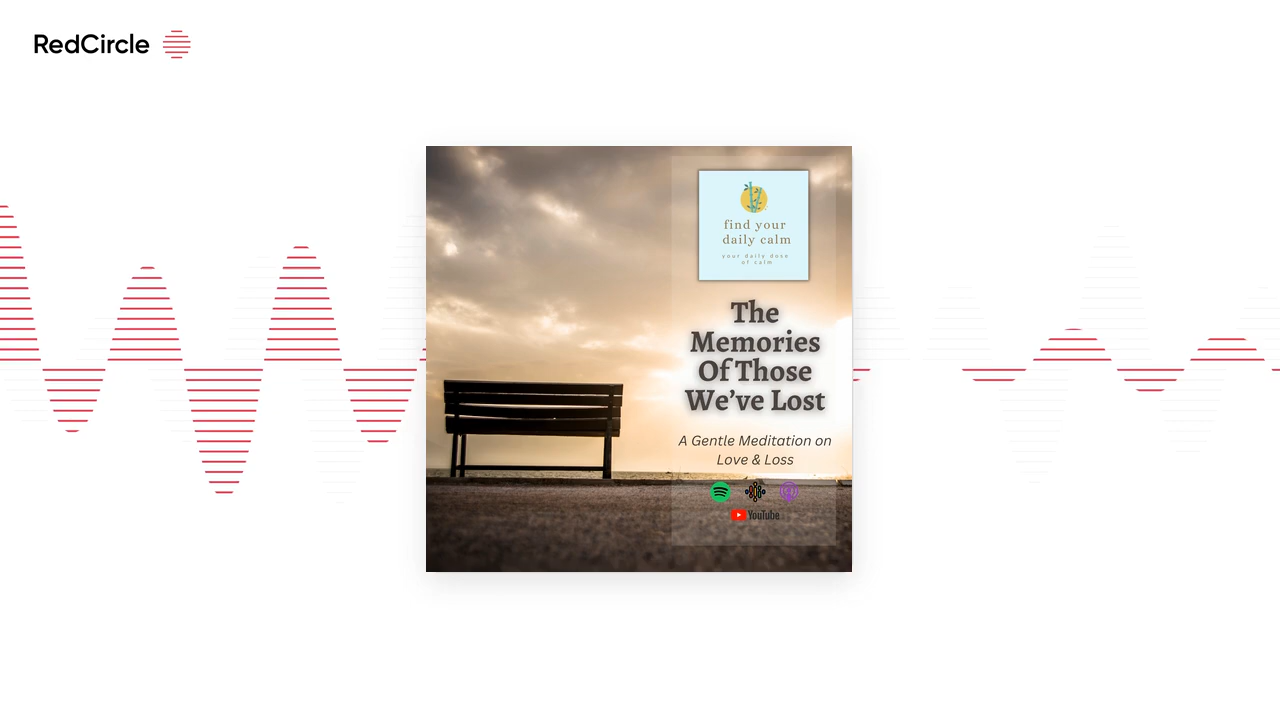 RedCircle
find your
daily calm
your daily dose
of calm
The
Memories
Of Those
We've Lost
A Gentle Meditation on
Love & Loss
YouTube